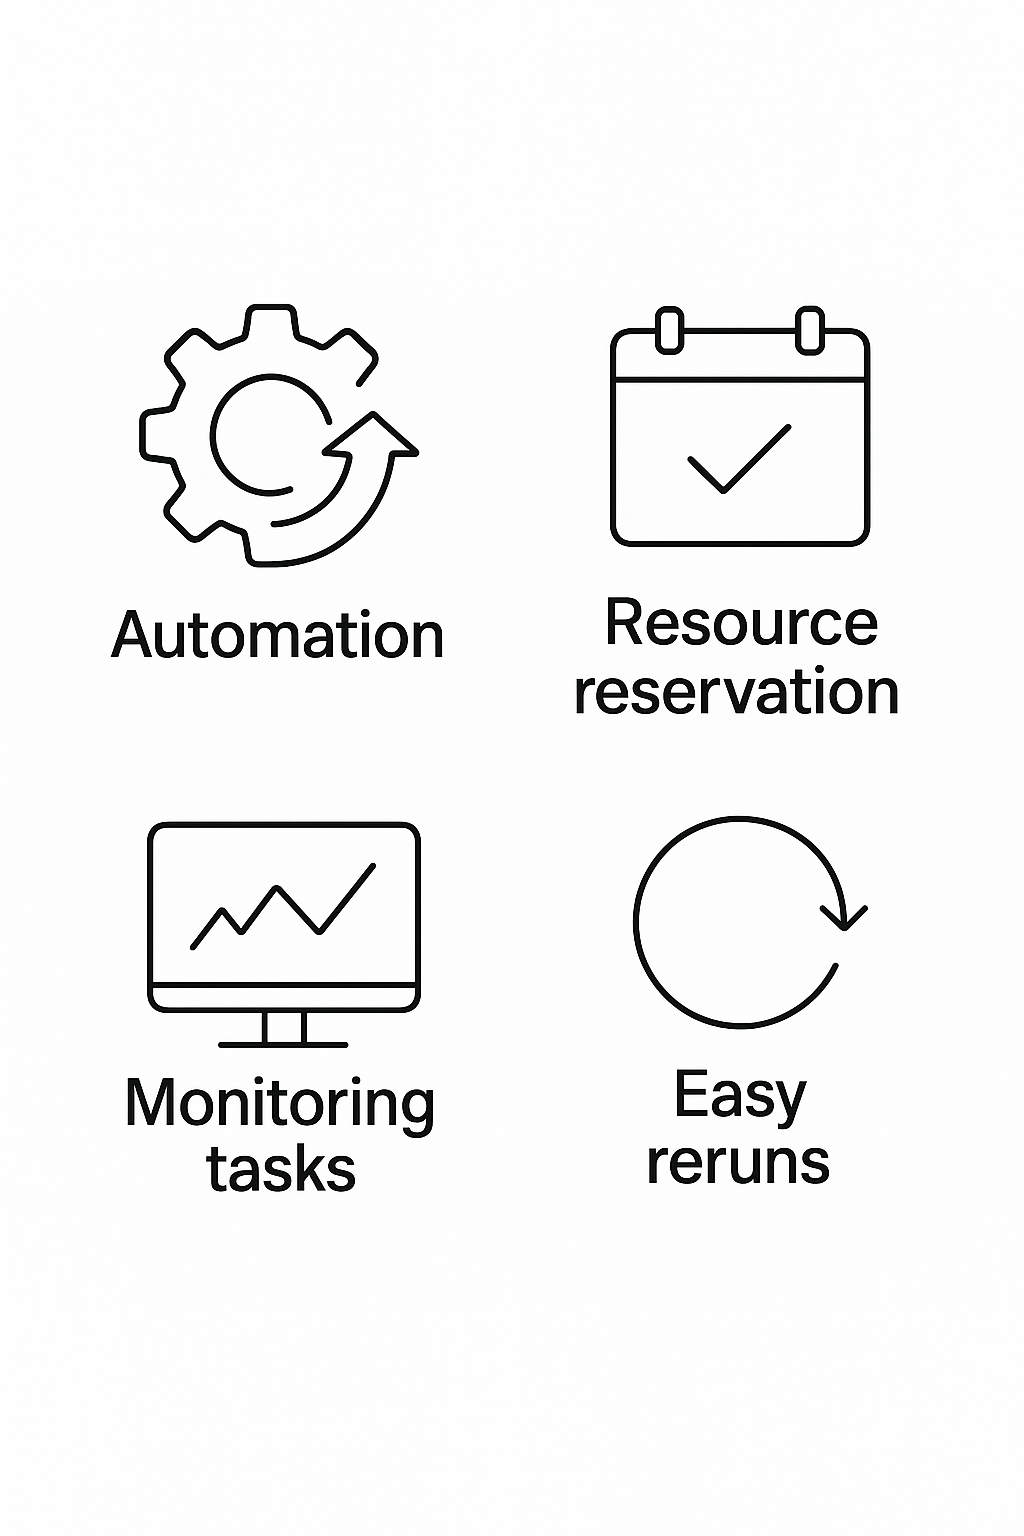 Automation
Resource
reservation
Monitoring
tasks
Easy
reruns